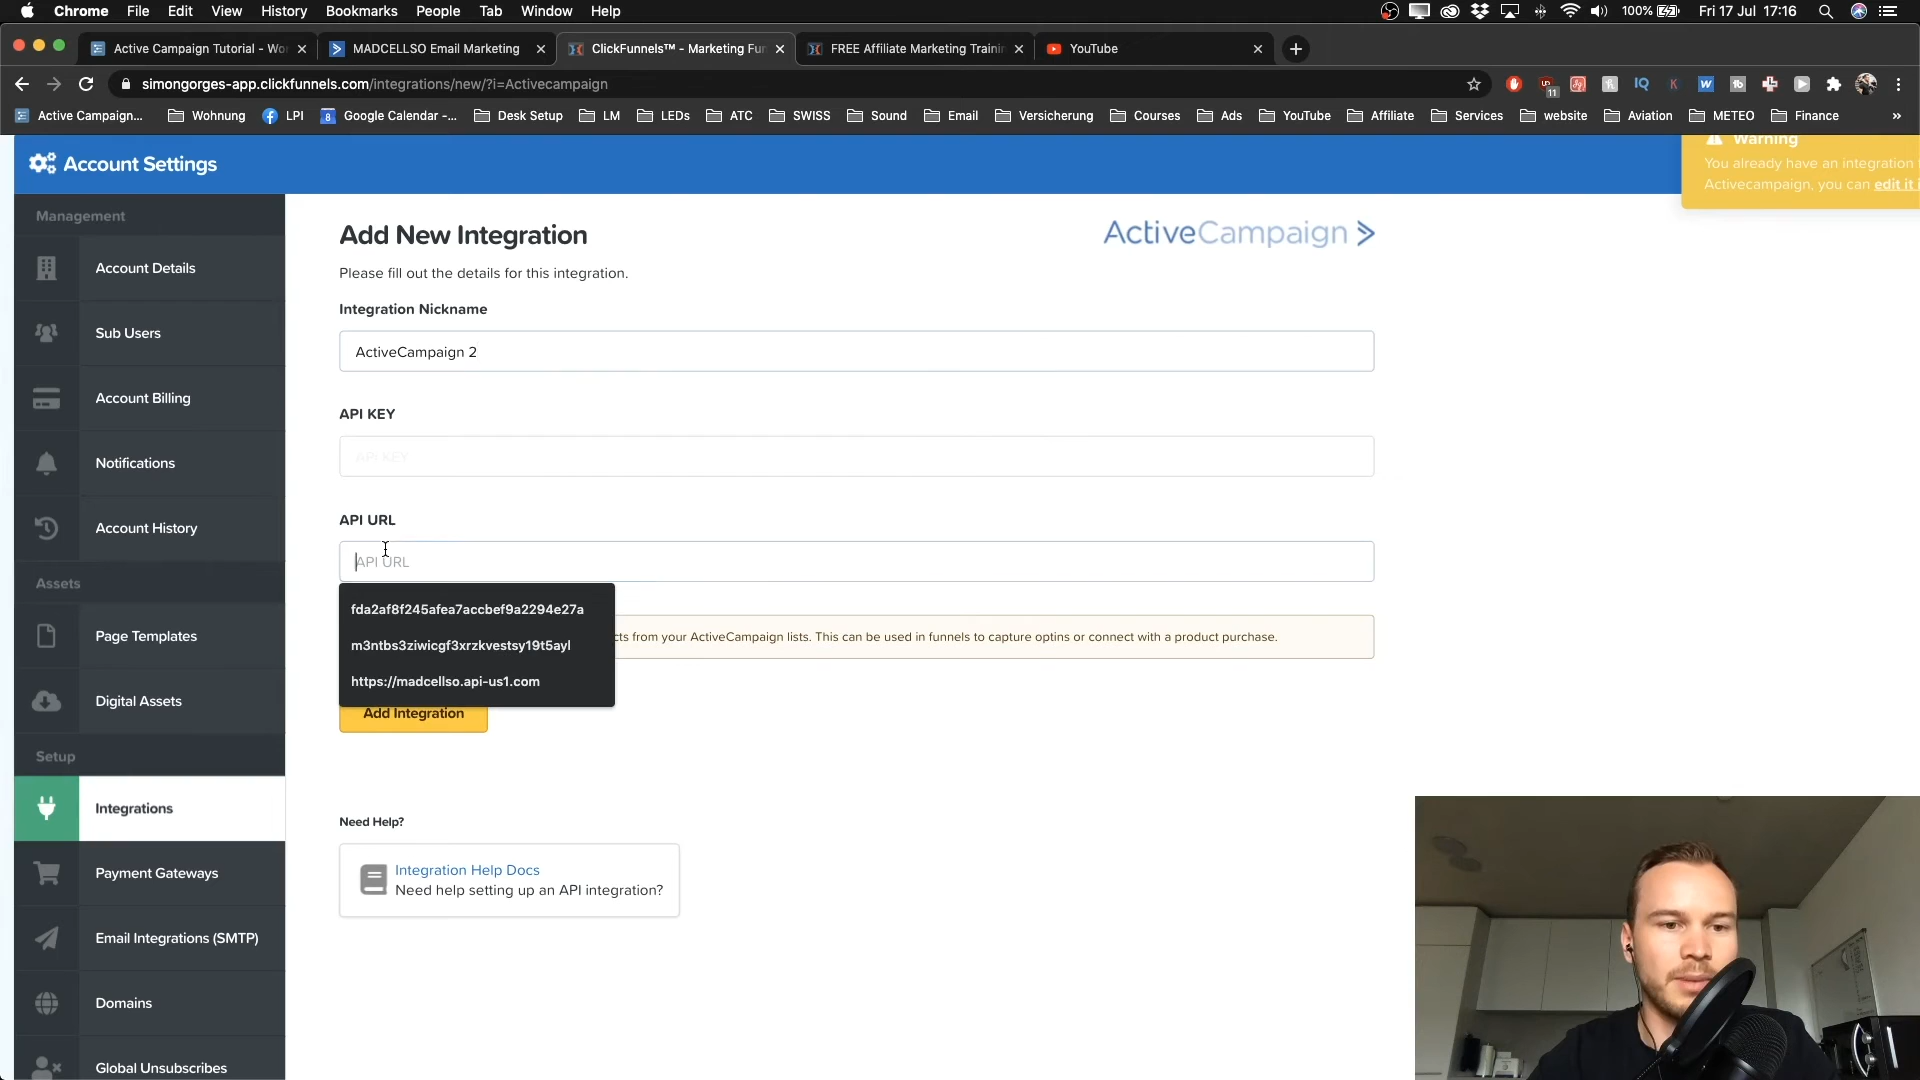 Chrome File Edit View History Bookmarks People Tab Window Help 100% Fri 17 Jul 17:16
Active Campaign Tutorial - Wo MADCELLSO Email Marketing ClickFunnels™ - Marketing Fun FREE Affiliate Marketing Trainin YouTube
simongorges-app.clickfunnels.com/integrations/new/?i=Activecampaign
Active Campaign... Wohnung LPI Google Calendar -... Desk Setup LM LEDs ATC SWISS Sound Email Versicherung Courses Ads YouTube Affiliate Services website Aviation METEO Finance »
Account Settings
Warning
You already have an integration
Activecampaign, you can edit it i
Management
Account Details
Sub Users
Account Billing
Notifications
Account History
Assets
Page Templates
Digital Assets
Setup
Integrations
Payment Gateways
Email Integrations (SMTP)
Domains
Global Unsubscribes
Add New Integration
ActiveCampaign >
Please fill out the details for this integration.
Integration Nickname
ActiveCampaign 2
API KEY
API KEY
API URL
API URL
fda2af8f245afea7accbef9a2294e27a
m3ntbs3ziwicgf3xrzkvestsy19t5ayl
https://madcellso.api-us1.com
cts from your ActiveCampaign lists. This can be used in funnels to capture optins or connect with a product purchase.
Add Integration
Need Help?
Integration Help Docs
Need help setting up an API integration?